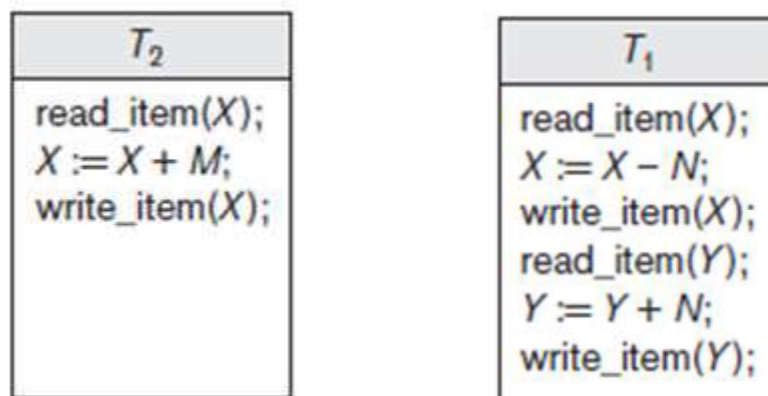 T₂
read_item(X);
X := X + M;
write_item(X);
T₁
read_item(X);
X := X – N;
write_item(X);
read_item(Y);
Y := Y + N;
write_item(Y);